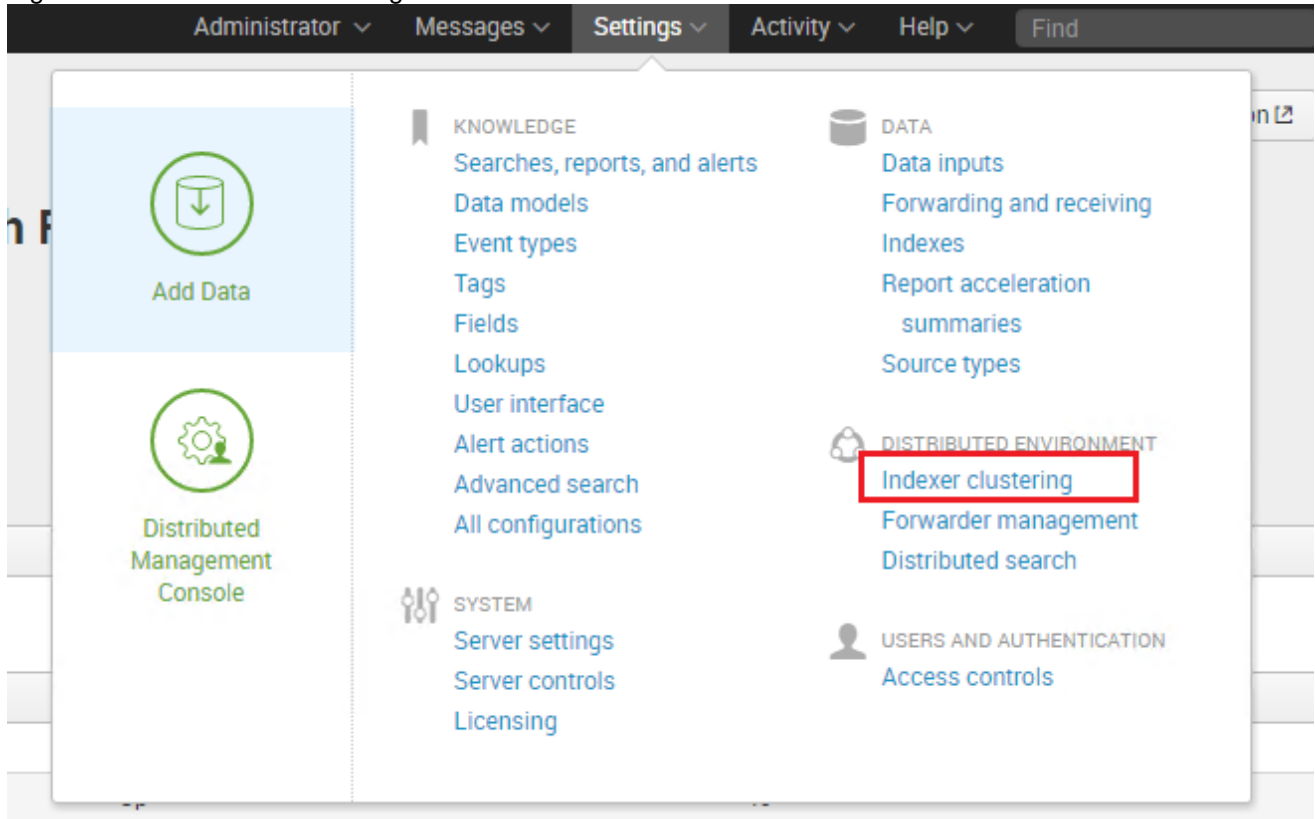 Administrator Messages Settings Activity Help Find
Add Data
Distributed
Management
Console
KNOWLEDGE
Searches, reports, and alerts
Data models
Event types
Tags
Fields
Lookups
User interface
Alert actions
Advanced search
All configurations
SYSTEM
Server settings
Server controls
Licensing
DATA
Data inputs
Forwarding and receiving
Indexes
Report acceleration
summaries
Source types
DISTRIBUTED ENVIRONMENT
Indexer clustering
Forwarder management
Distributed search
USERS AND AUTHENTICATION
Access controls